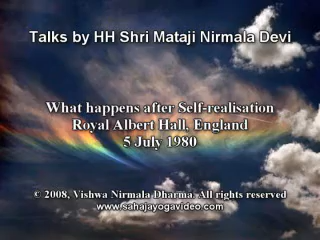 Talks by HH Shri Mataji Nirmala Devi
What happens after Self-realisation
Royal Albert Hall, England
5 July 1980
© 2008, Vishwa Nirmala Dharma. All rights reserved
www.sahajayogavideo.com